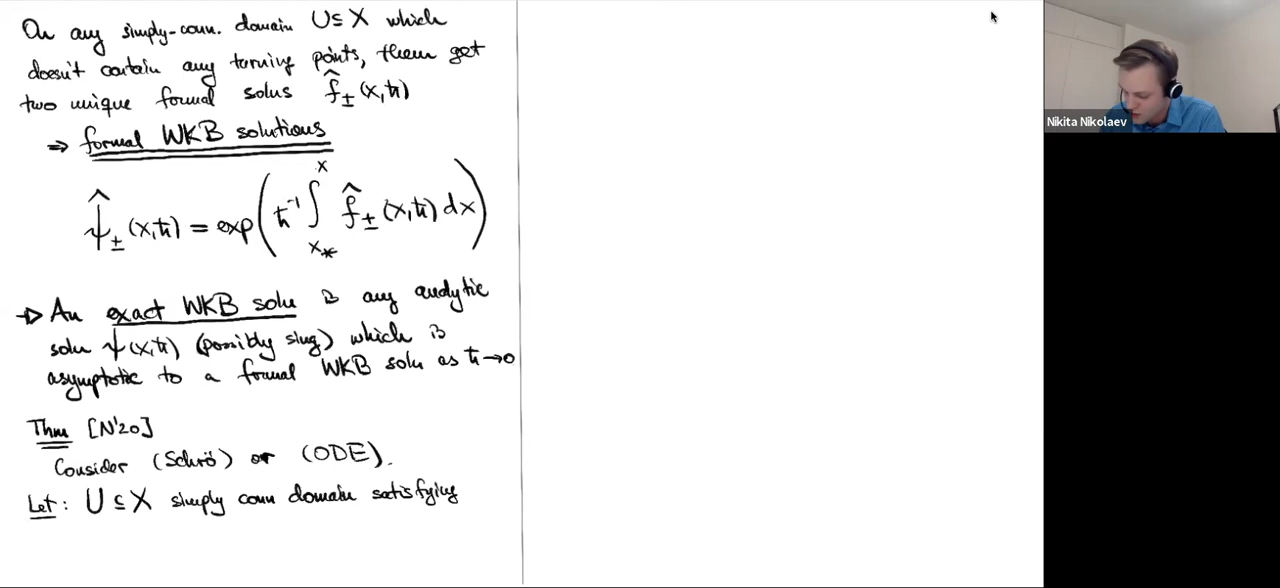 On any simply-conn. domain U⊆X which
doesn't contain any turning points, them get
two unique formal solns f̂±(x,ħ)
⇒ formal WKB solutions
ψ̂±(x,ħ) = exp(ħ⁻¹ ∫_{x*}^{x} f̂±(x,ħ) dx)
→ An exact WKB soln is any analytic
soln ψ(x,ħ) (possibly sing) which is
asymptotic to a formal WKB soln as ħ→0
Thm [N'20]
Consider (Schrö) or (ODE).
Let: U⊆X simply conn domain satisfying
Nikita Nikolaev